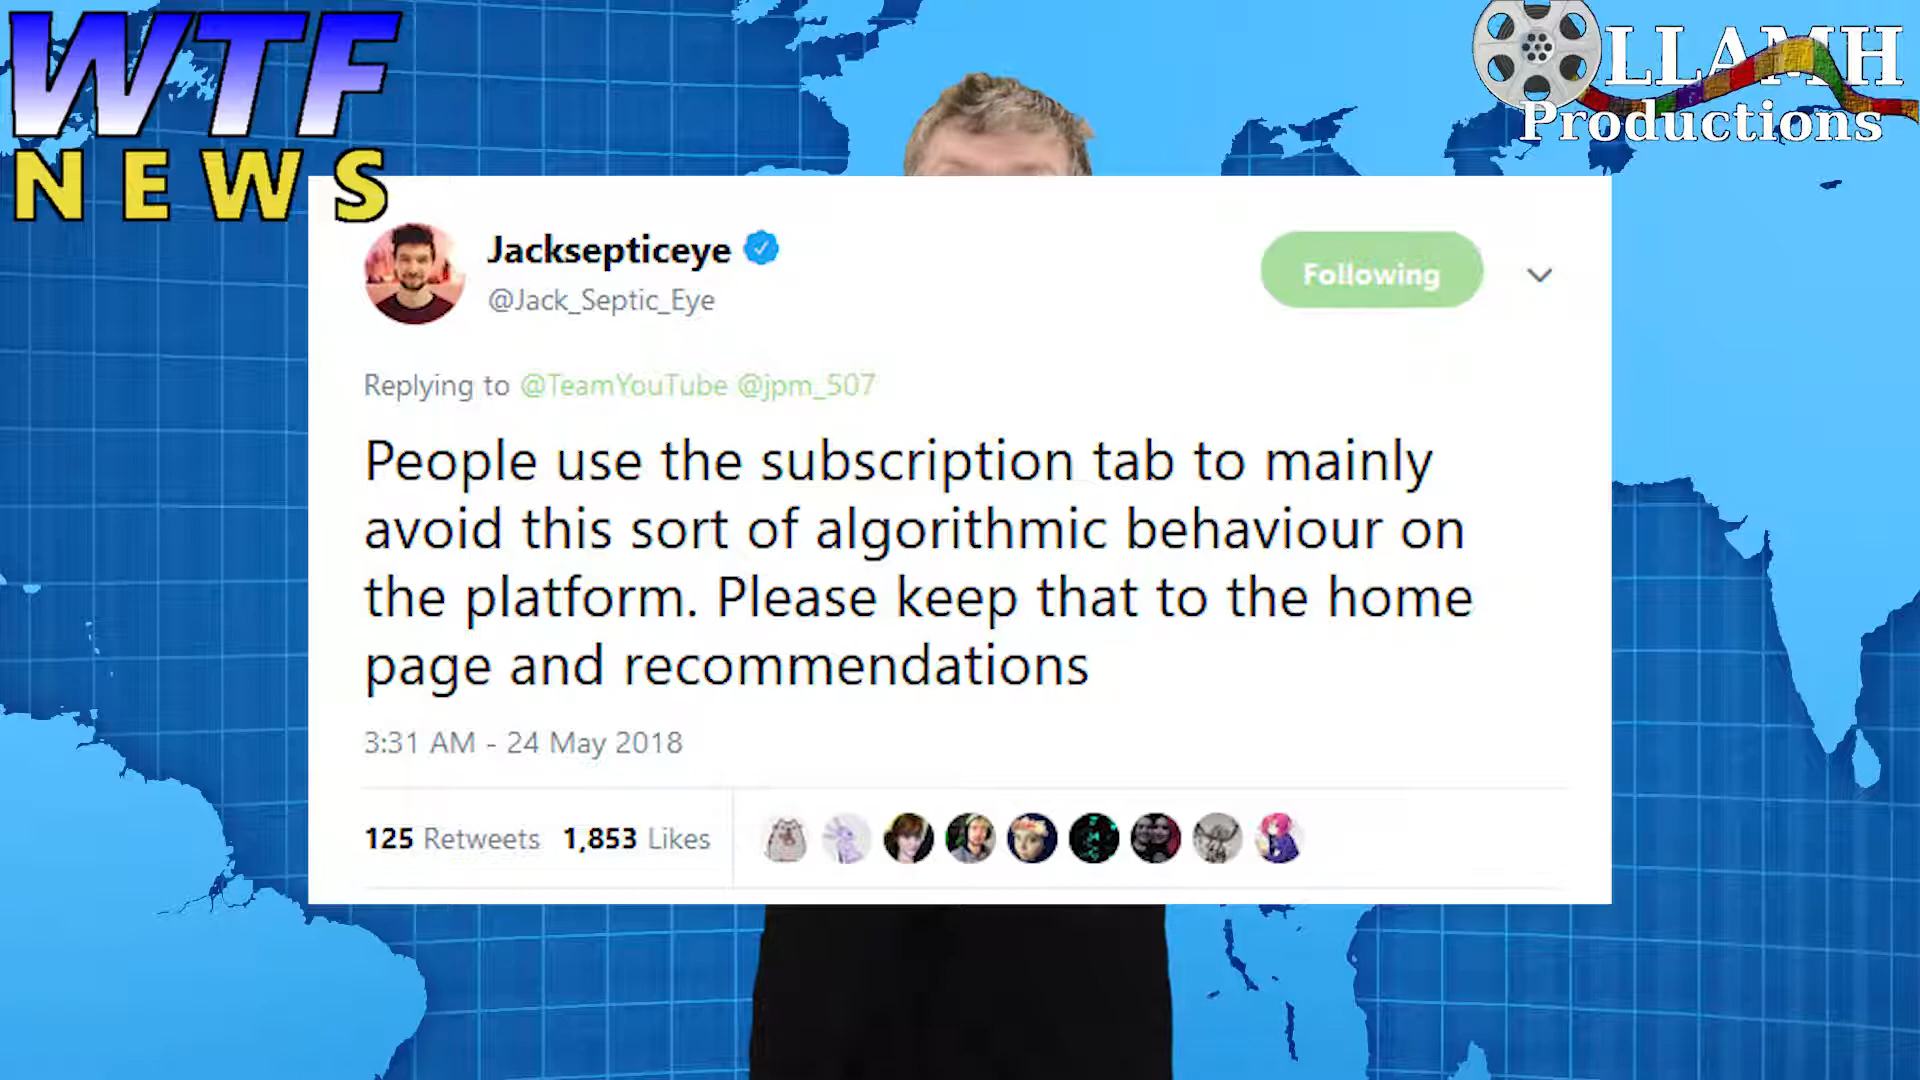 WTF
NEWS
OLLAMH
Productions
Jacksepticeye
@Jack_Septic_Eye
Following
Replying to @TeamYouTube @jpm_507
People use the subscription tab to mainly
avoid this sort of algorithmic behaviour on
the platform. Please keep that to the home
page and recommendations
3:31 AM - 24 May 2018
125 Retweets 1,853 Likes